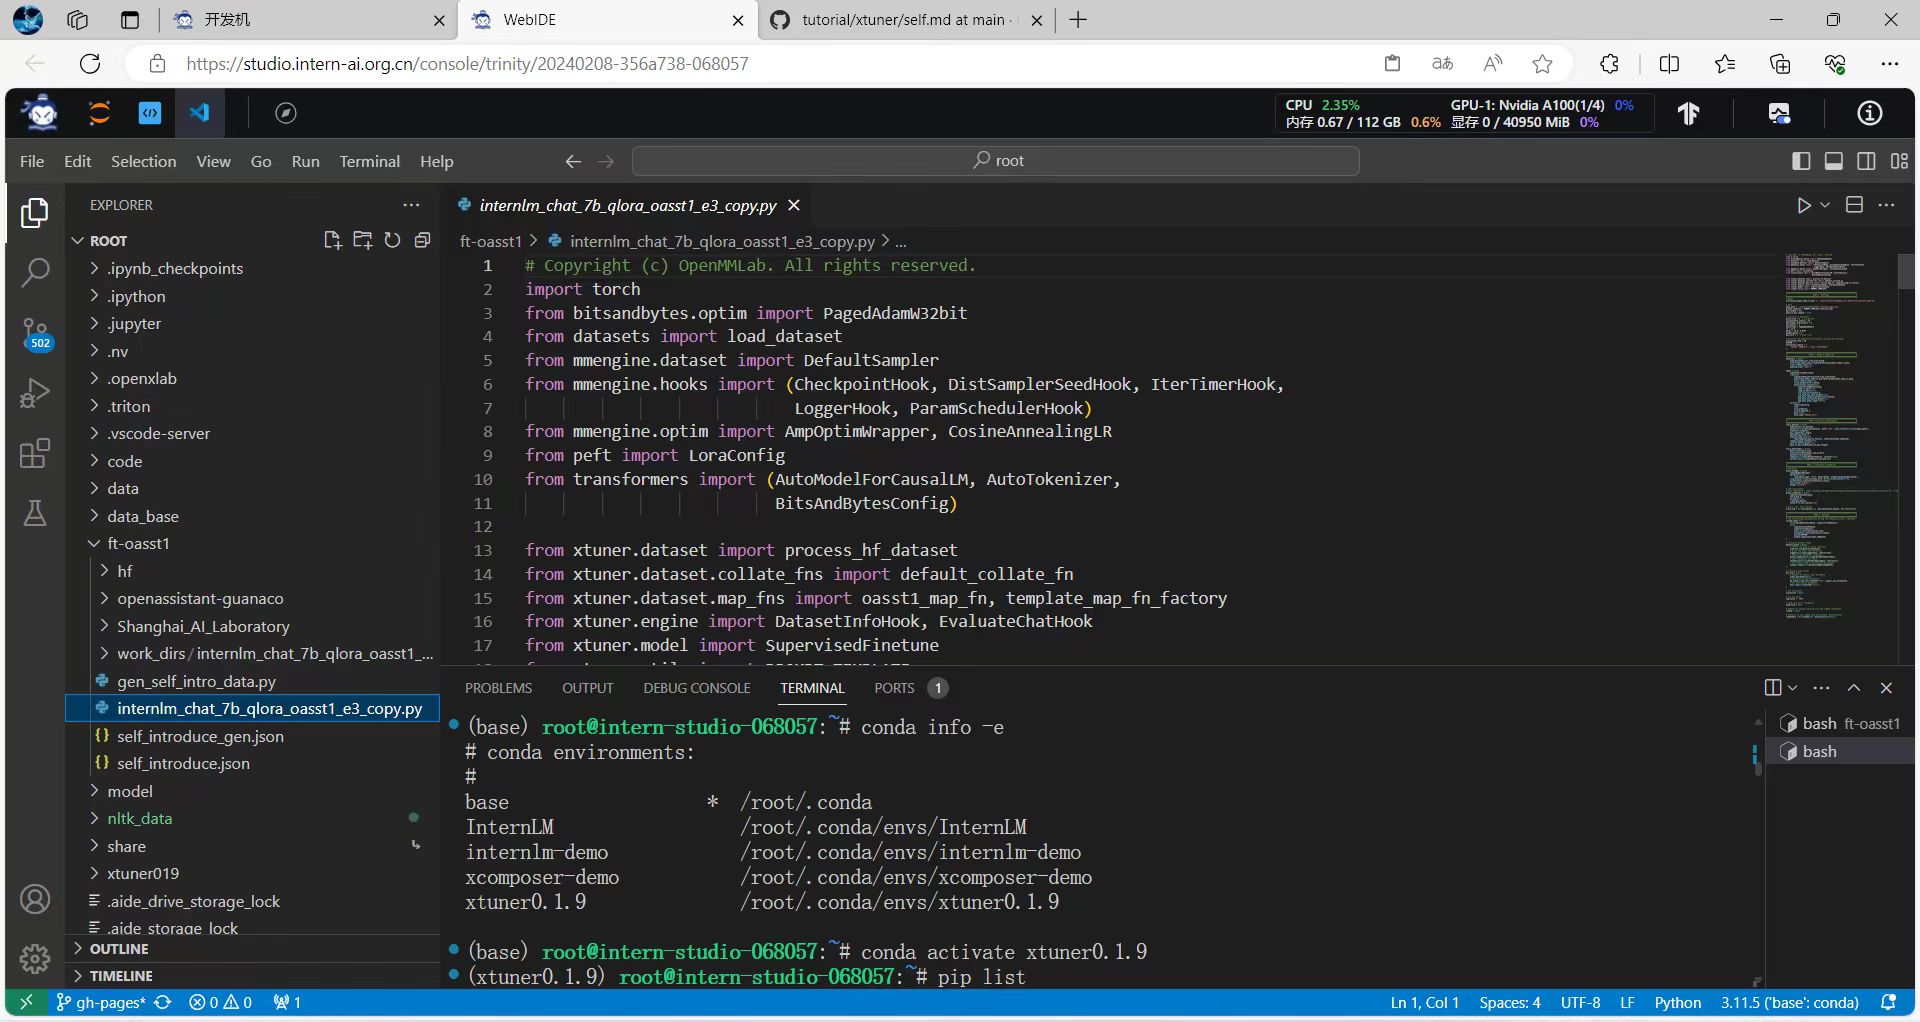 开发机
WebIDE
tutorial/xtuner/self.md at main ·
https://studio.intern-ai.org.cn/console/trinity/20240208-356a738-068057
CPU 2.35%
GPU-1: Nvidia A100(1/4) 0%
内存 0.67 / 112 GB 0.6%
显存 0 / 40950 MiB 0%
File Edit Selection View Go Run Terminal Help
root
EXPLORER
ROOT
.ipynb_checkpoints
.ipython
.jupyter
.nv
.openxlab
.triton
.vscode-server
code
data
data_base
ft-oasst1
hf
openassistant-guanaco
Shanghai_AI_Laboratory
work_dirs/internlm_chat_7b_qlora_oasst1_...
gen_self_intro_data.py
internlm_chat_7b_qlora_oasst1_e3_copy.py
self_introduce_gen.json
self_introduce.json
model
nltk_data
share
xtuner019
.aide_drive_storage_lock
.aide storage lock
OUTLINE
TIMELINE
502
internlm_chat_7b_qlora_oasst1_e3_copy.py
ft-oasst1 > internlm_chat_7b_qlora_oasst1_e3_copy.py > ...
1 # Copyright (c) OpenMMLab. All rights reserved.
2 import torch
3 from bitsandbytes.optim import PagedAdamW32bit
4 from datasets import load_dataset
5 from mmengine.dataset import DefaultSampler
6 from mmengine.hooks import (CheckpointHook, DistSamplerSeedHook, IterTimerHook,
7 LoggerHook, ParamSchedulerHook)
8 from mmengine.optim import AmpOptimWrapper, CosineAnnealingLR
9 from peft import LoraConfig
10 from transformers import (AutoModelForCausalLM, AutoTokenizer,
11 BitsAndBytesConfig)
12
13 from xtuner.dataset import process_hf_dataset
14 from xtuner.dataset.collate_fns import default_collate_fn
15 from xtuner.dataset.map_fns import oasst1_map_fn, template_map_fn_factory
16 from xtuner.engine import DatasetInfoHook, EvaluateChatHook
17 from xtuner.model import SupervisedFinetune
PROBLEMS OUTPUT DEBUG CONSOLE TERMINAL PORTS 1
(base) root@intern-studio-068057:~# conda info -e
# conda environments:
#
base * /root/.conda
InternLM /root/.conda/envs/InternLM
internlm-demo /root/.conda/envs/internlm-demo
xcomposer-demo /root/.conda/envs/xcomposer-demo
xtuner0.1.9 /root/.conda/envs/xtuner0.1.9
(base) root@intern-studio-068057:~# conda activate xtuner0.1.9
(xtuner0.1.9) root@intern-studio-068057:~# pip list
bash ft-oasst1
bash
gh-pages* 0 0 1
Ln 1, Col 1 Spaces: 4 UTF-8 LF Python 3.11.5 ('base': conda)